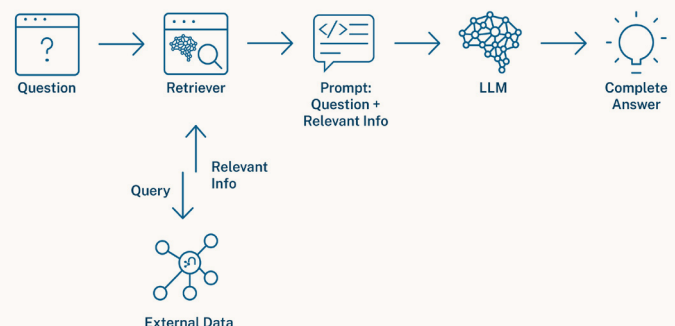 Question
Retriever
Prompt:
Question +
Relevant Info
LLM
Complete
Answer
?
</>
Query
Relevant
Info
External Data